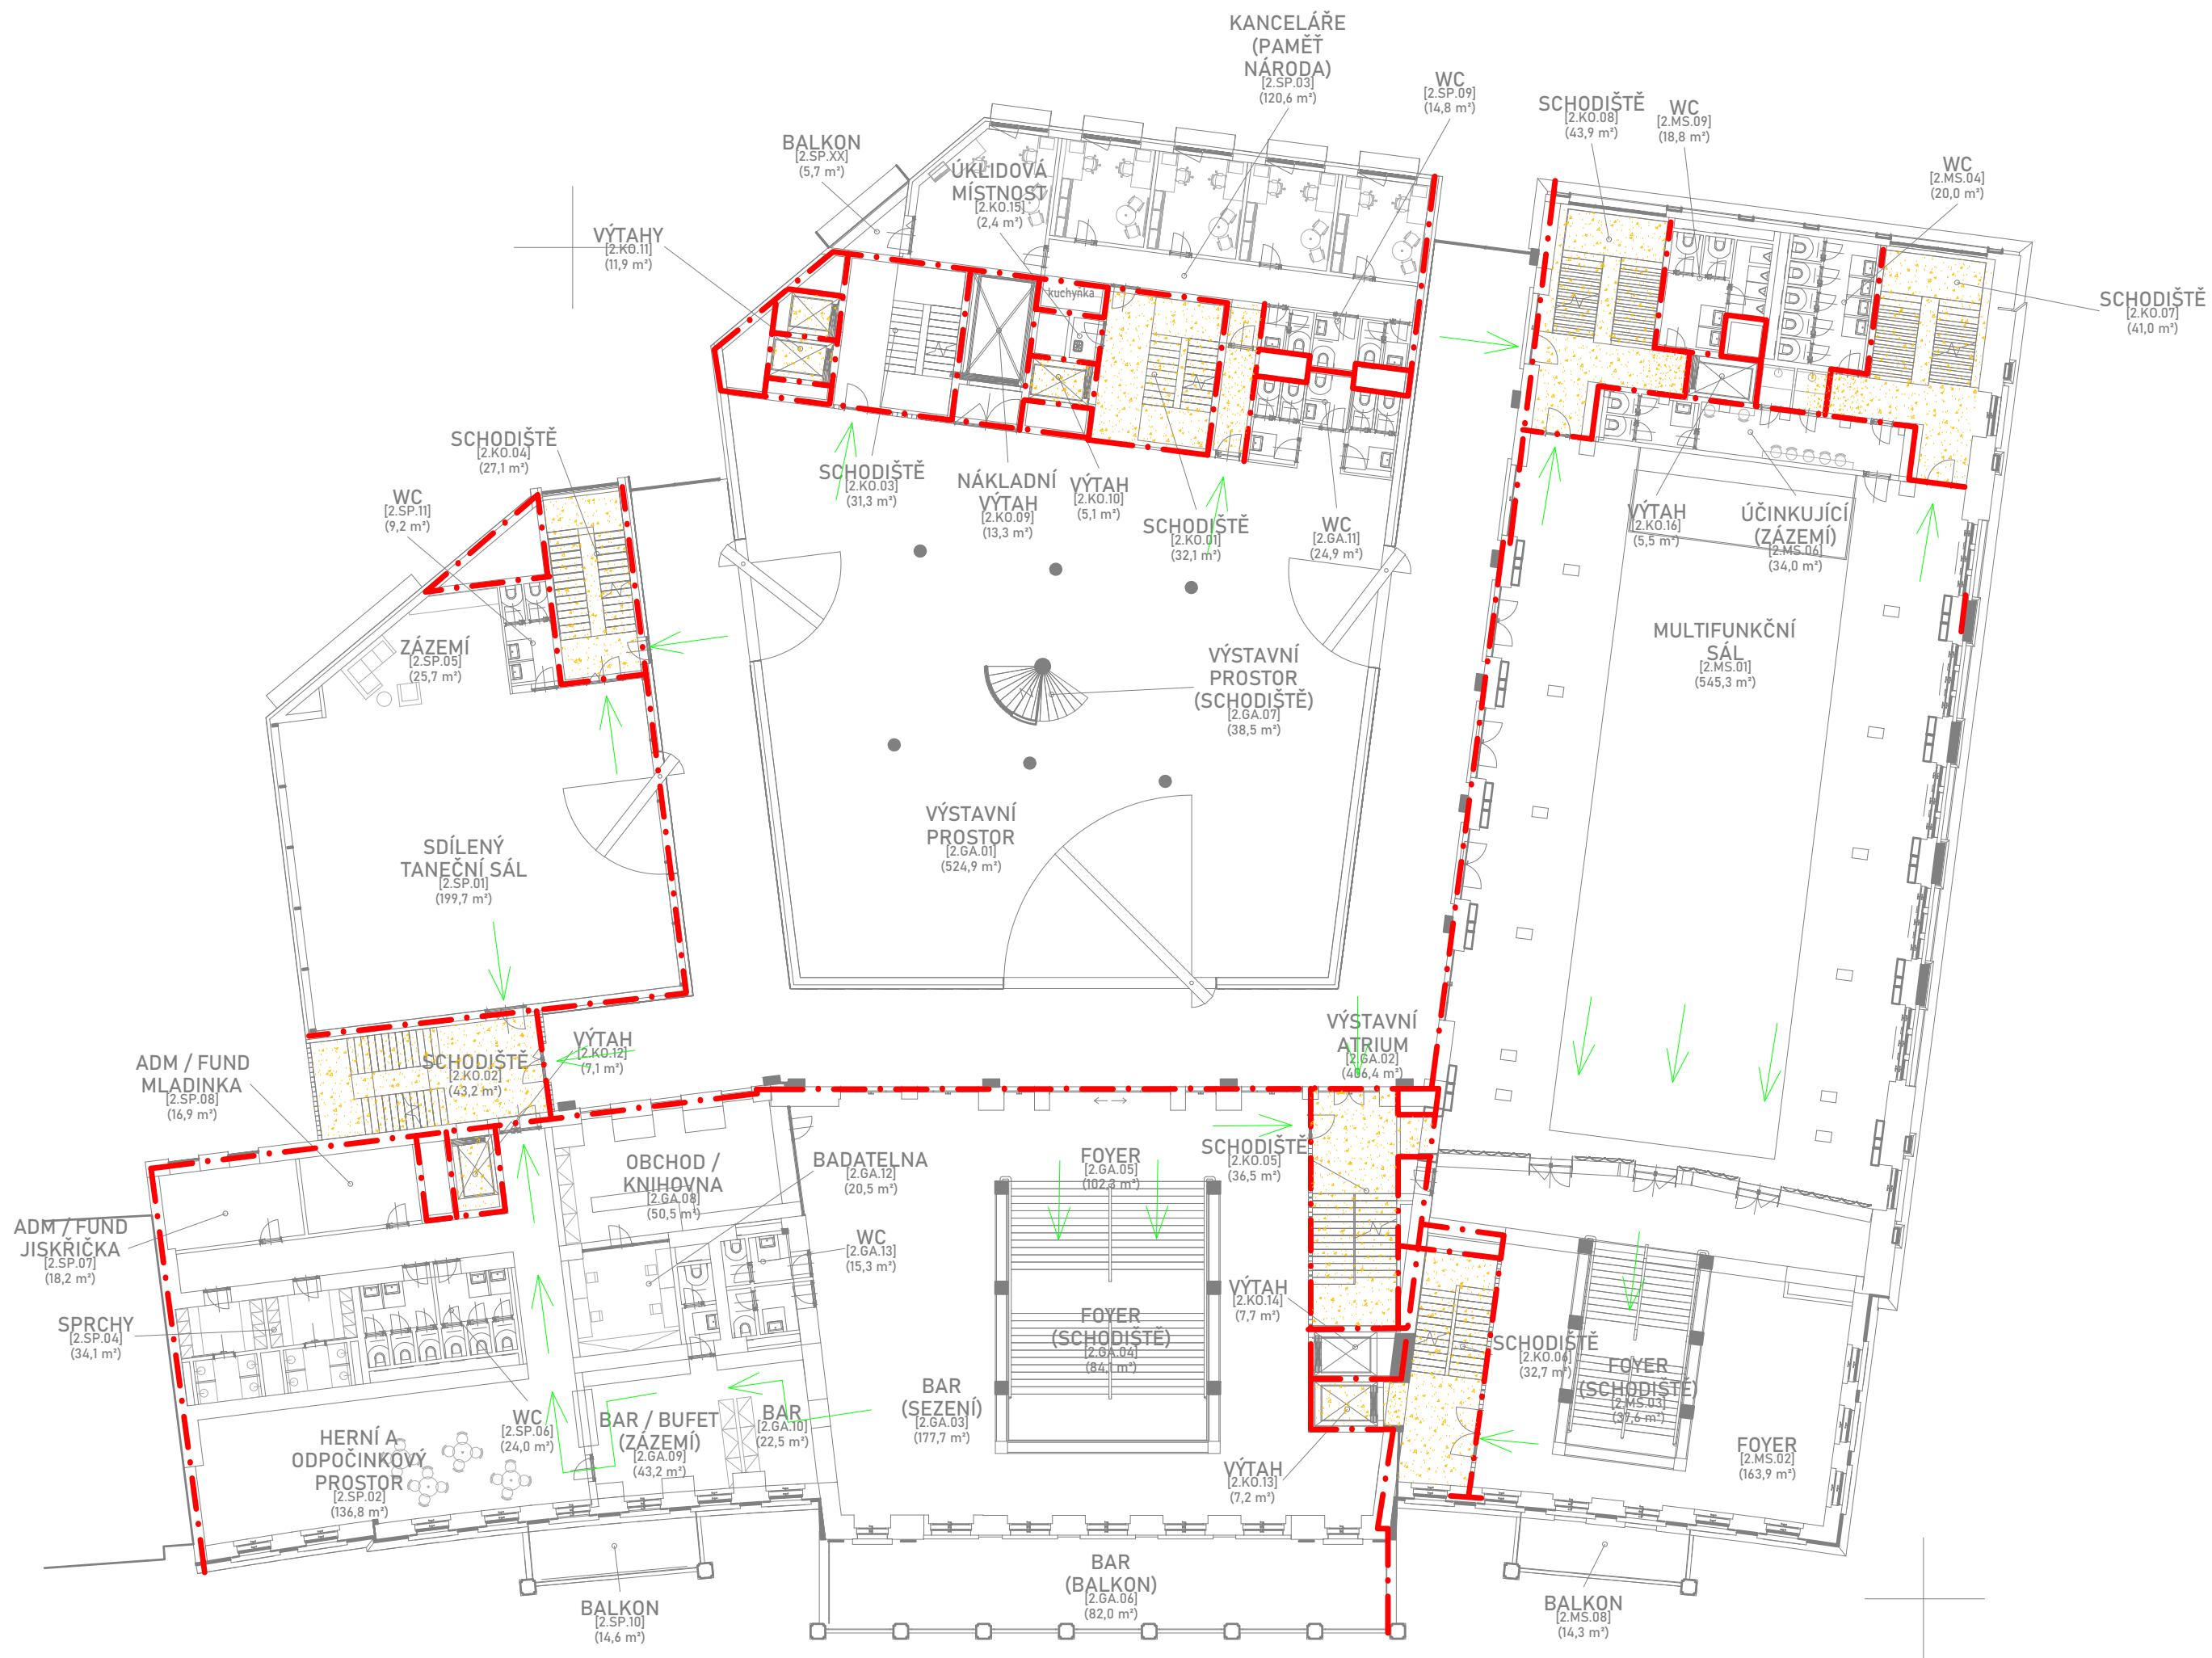 KANCELÁŘE
(PAMĚŤ
NÁRODA)
[2.SP.03]
(120,6 m²)
WC
[2.SP.09]
(14,8 m²)
SCHODIŠTĚ
[2.KO.08]
(43,9 m²)
WC
[2.MS.09]
(18,8 m²)
BALKON
[2.SP.XX]
(5,7 m²)
ÚKLIDOVÁ
MÍSTNOST
[2.KO.15]
(2,4 m²)
WC
[2.MS.04]
(20,0 m²)
VÝTAHY
[2.KO.11]
(11,9 m²)
kuchyňka
SCHODIŠTĚ
[2.KO.07]
(41,0 m²)
SCHODIŠTĚ
[2.KO.04]
(27,1 m²)
SCHODIŠTĚ
[2.KO.03]
(31,3 m²)
NÁKLADNÍ
VÝTAH
[2.KO.09]
(13,3 m²)
VÝTAH
[2.KO.10]
(5,1 m²)
SCHODIŠTĚ
[2.KO.01]
(32,1 m²)
WC
[2.GA.11]
(24,9 m²)
WC
[2.SP.11]
(9,2 m²)
VÝTAH
[2.KO.16]
(5,5 m²)
ÚČINKUJÍCÍ
(ZÁZEMÍ)
[2.MS.06]
(34,0 m²)
ZÁZEMÍ
[2.SP.05]
(25,7 m²)
VÝSTAVNÍ
PROSTOR
(SCHODIŠTĚ)
[2.GA.07]
(38,5 m²)
MULTIFUNKČNÍ
SÁL
[2.MS.01]
(545,3 m²)
SDÍLENÝ
TANEČNÍ SÁL
[2.SP.01]
(199,7 m²)
VÝSTAVNÍ
PROSTOR
[2.GA.01]
(524,9 m²)
VÝSTAVNÍ
ATRIUM
[2.GA.02]
(406,4 m²)
VÝTAH
[2.KO.12]
(7,1 m²)
SCHODIŠTĚ
[2.KO.02]
(43,2 m²)
ADM / FUND
MLADINKA
[2.SP.08]
(16,9 m²)
OBCHOD /
KNIHOVNA
[2.GA.08]
(50,5 m²)
BADATELNA
[2.GA.12]
(20,5 m²)
FOYER
[2.GA.05]
(102,3 m²)
SCHODIŠTĚ
[2.KO.05]
(36,5 m²)
ADM / FUND
JISKŘIČKA
[2.SP.07]
(18,2 m²)
WC
[2.GA.13]
(15,3 m²)
VÝTAH
[2.KO.14]
(7,7 m²)
SPRCHY
[2.SP.04]
(34,1 m²)
FOYER
(SCHODIŠTĚ)
[2.GA.04]
(84,1 m²)
SCHODIŠTĚ
[2.KO.06]
(32,7 m²)
FOYER
(SCHODIŠTĚ)
[2.MS.03]
(37,6 m²)
BAR
(SEZENÍ)
[2.GA.03]
(177,7 m²)
WC
[2.SP.06]
(24,0 m²)
BAR / BUFET
(ZÁZEMÍ)
[2.GA.09]
(43,2 m²)
BAR
[2.GA.10]
(22,5 m²)
HERNÍ A
ODPOČINKOVÝ
PROSTOR
[2.SP.02]
(136,8 m²)
VÝTAH
[2.KO.13]
(7,2 m²)
FOYER
[2.MS.02]
(163,9 m²)
BAR
(BALKON)
[2.GA.06]
(82,0 m²)
BALKON
[2.SP.10]
(14,6 m²)
BALKON
[2.MS.08]
(14,3 m²)